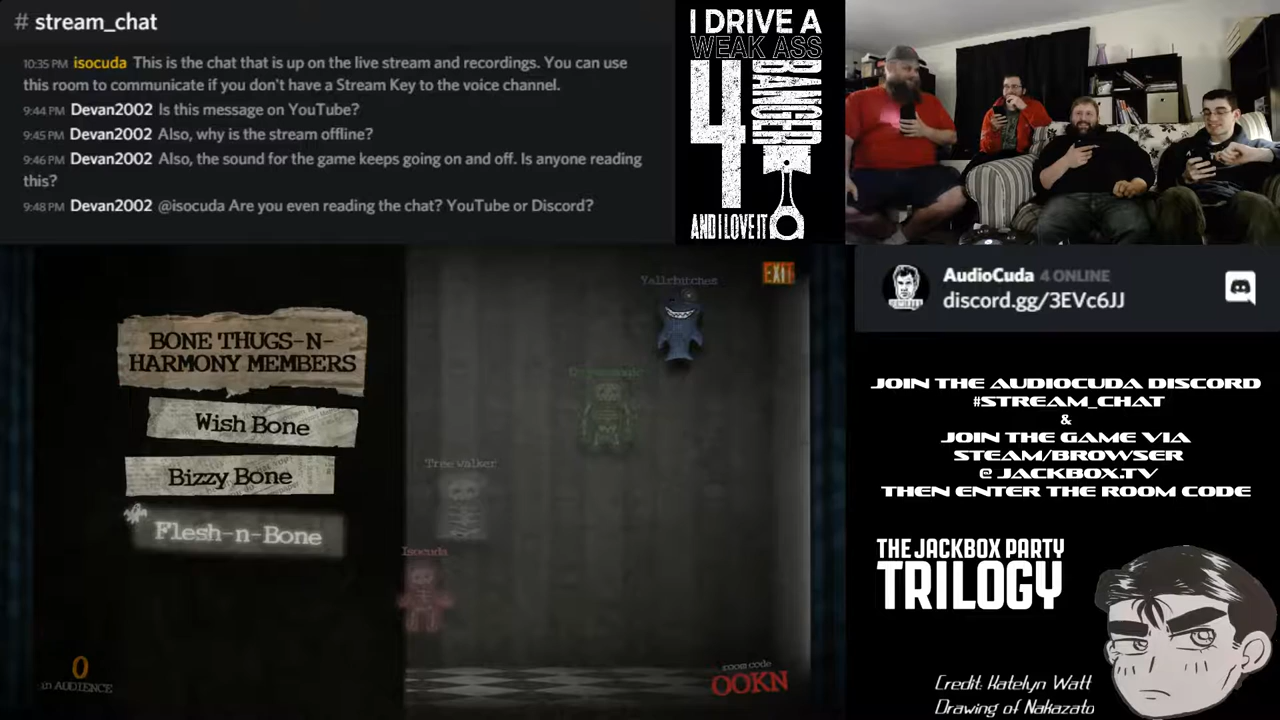 # stream_chat
10:35 PM isocuda This is the chat that is up on the live stream and recordings. You can use
this room to communicate if you don't have a Stream Key to the voice channel.
9:44 PM Devan2002 Is this message on YouTube?
9:45 PM Devan2002 Also, why is the stream offline?
9:46 PM Devan2002 Also, the sound for the game keeps going on and off. Is anyone reading
this?
9:48 PM Devan2002 @isocuda Are you even reading the chat? YouTube or Discord?
I DRIVE A
WEAK ASS
4 BANGER
AND I LOVE IT
EXIT
BONE THUGS-N-
HARMONY MEMBERS
Wish Bone
Bizzy Bone
Flesh-n-Bone
Tree walker
Isocuda
0
in AUDIENCE
room code
OOKN
AudioCuda 4 ONLINE
discord.gg/3EVc6JJ
JOIN THE AUDIOCUDA DISCORD
#STREAM_CHAT
&
JOIN THE GAME VIA
STEAM/BROWSER
@ JACKBOX.TV
THEN ENTER THE ROOM CODE
THE JACKBOX PARTY
TRILOGY
Credit: Katelyn Watt
Drawing of Nakazato